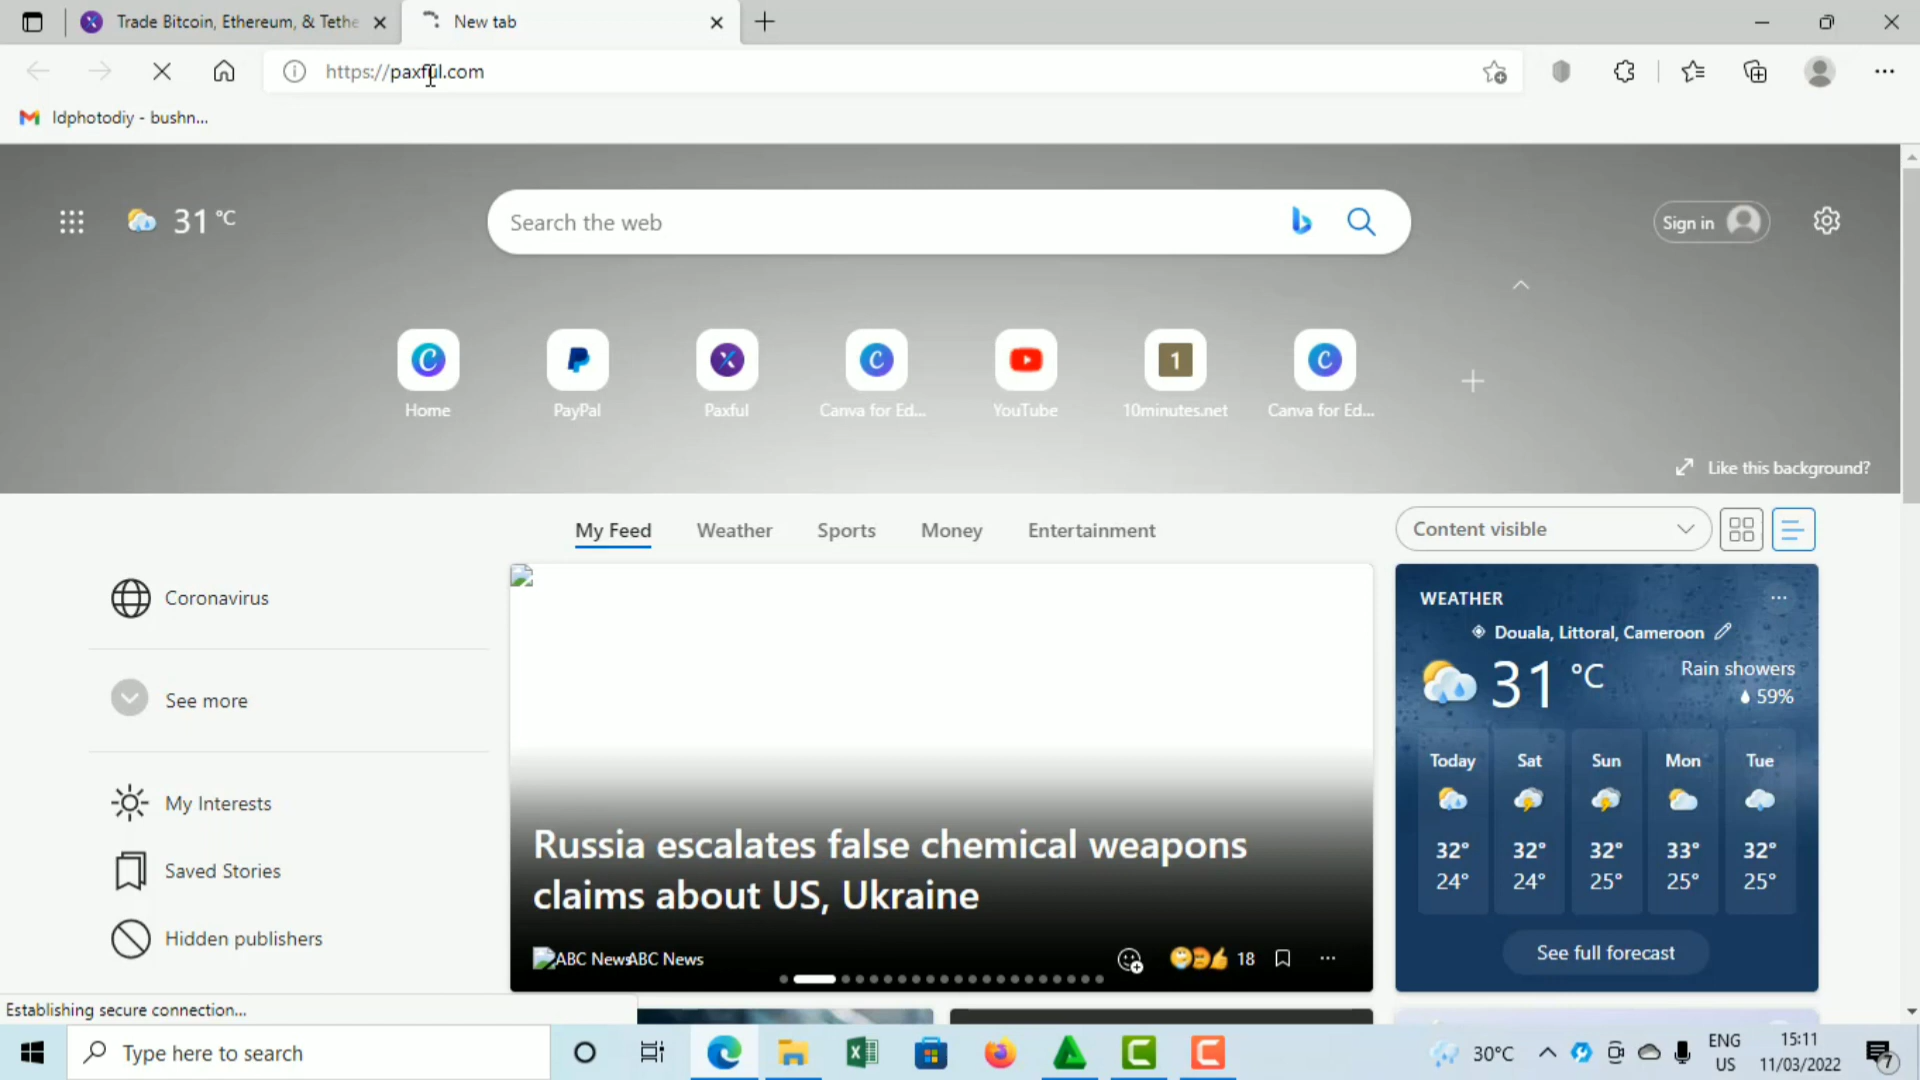 Trade Bitcoin, Ethereum, & Tethe
New tab
https://paxful.com
ldphotodiy - bushn...
31 °C
Search the web
Sign in
Home
PayPal
Paxful
Canva for Ed...
YouTube
1
10minutes.net
Canva for Ed...
Like this background?
My Feed
Weather
Sports
Money
Entertainment
Content visible
Coronavirus
See more
My Interests
Saved Stories
Hidden publishers
Russia escalates false chemical weapons
claims about US, Ukraine
ABC News
ABC News
18
WEATHER
Douala, Littoral, Cameroon
31 °C
Rain showers
59%
Today
Sat
Sun
Mon
Tue
32°
32°
32°
33°
32°
24°
24°
25°
25°
25°
See full forecast
Establishing secure connection...
Type here to search
30°C
ENG
US
15:11
11/03/2022
7